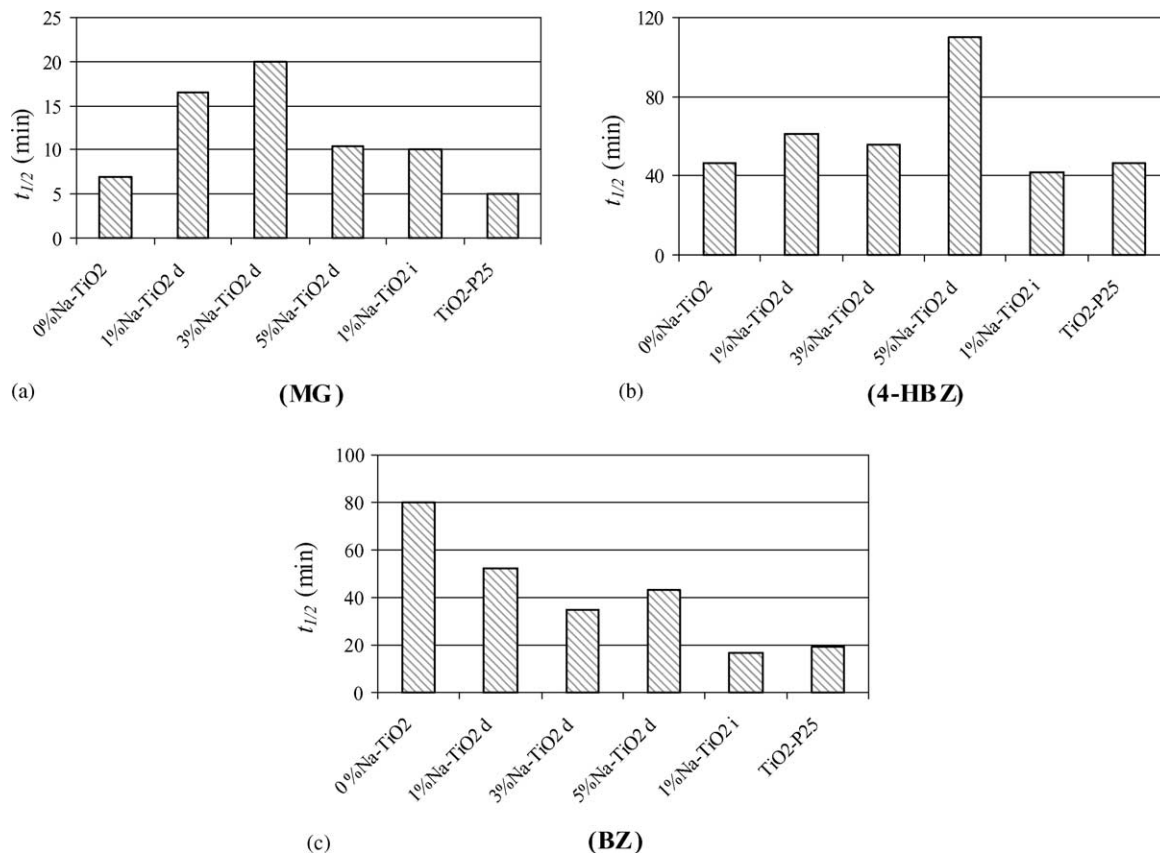 25
20
15
10
5
0
t1/2 (min)
0%Na-TiO2
1%Na-TiO2 d
3%Na-TiO2 d
5%Na-TiO2 d
1%Na-TiO2 i
TiO2-P25
(a)
(MG)
120
80
40
0
t1/2 (min)
0%Na-TiO2
1%Na-TiO2 d
3%Na-TiO2 d
5%Na-TiO2 d
1%Na-TiO2 i
TiO2-P25
(b)
(4-HBZ)
100
80
60
40
20
0
t1/2 (min)
0%Na-TiO2
1%Na-TiO2 d
3%Na-TiO2 d
5%Na-TiO2 d
1%Na-TiO2 i
TiO2-P25
(c)
(BZ)